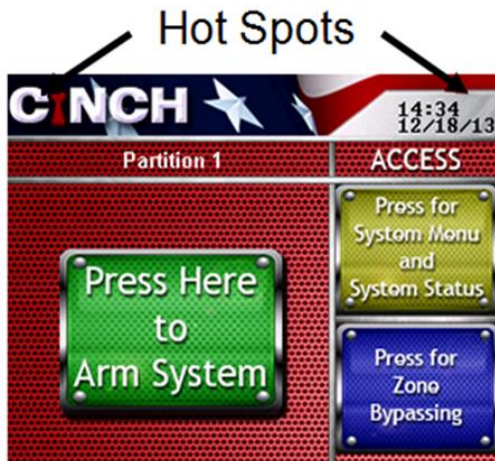 Hot Spots
CINCH
14:34
12/18/13
Partition 1
ACCESS
Press Here
to
Arm System
Press for
System Menu
and
System Status
Press for
Zone
Bypassing